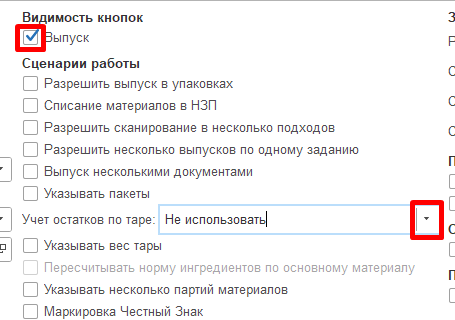 Видимость кнопок
Выпуск
Сценарии работы
Разрешить выпуск в упаковках
Списание материалов в НЗП
Разрешить сканирование в несколько подходов
Разрешить несколько выпусков по одному заданию
Выпуск несколькими документами
Указывать пакеты
Учет остатков по таре: Не использовать
Указывать вес тары
Пересчитывать норму ингредиентов по основному материалу
Указывать несколько партий материалов
Маркировка Честный Знак